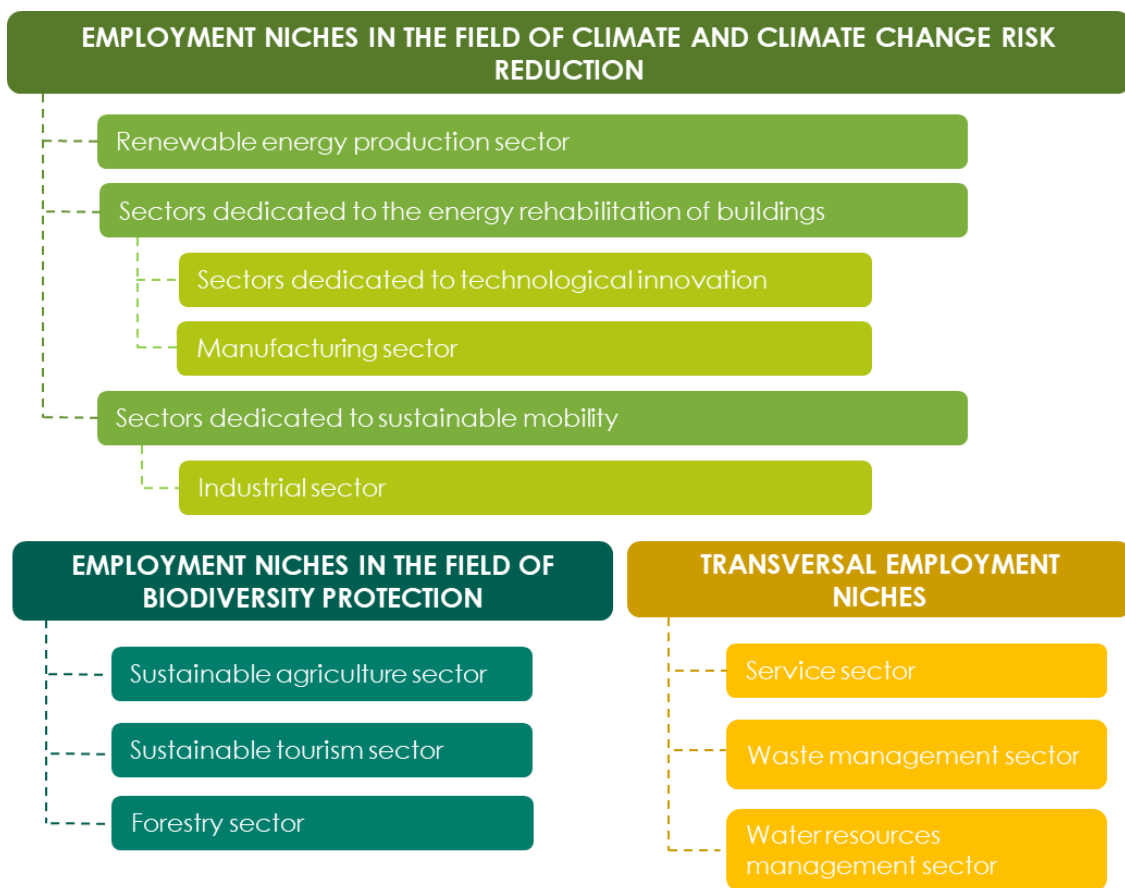 EMPLOYMENT NICHES IN THE FIELD OF CLIMATE AND CLIMATE CHANGE RISK
REDUCTION
Renewable energy production sector
Sectors dedicated to the energy rehabilitation of buildings
Sectors dedicated to technological innovation
Manufacturing sector
Sectors dedicated to sustainable mobility
Industrial sector
EMPLOYMENT NICHES IN THE FIELD OF
BIODIVERSITY PROTECTION
Sustainable agriculture sector
Sustainable tourism sector
Forestry sector
TRANSVERSAL EMPLOYMENT
NICHES
Service sector
Waste management sector
Water resources
management sector